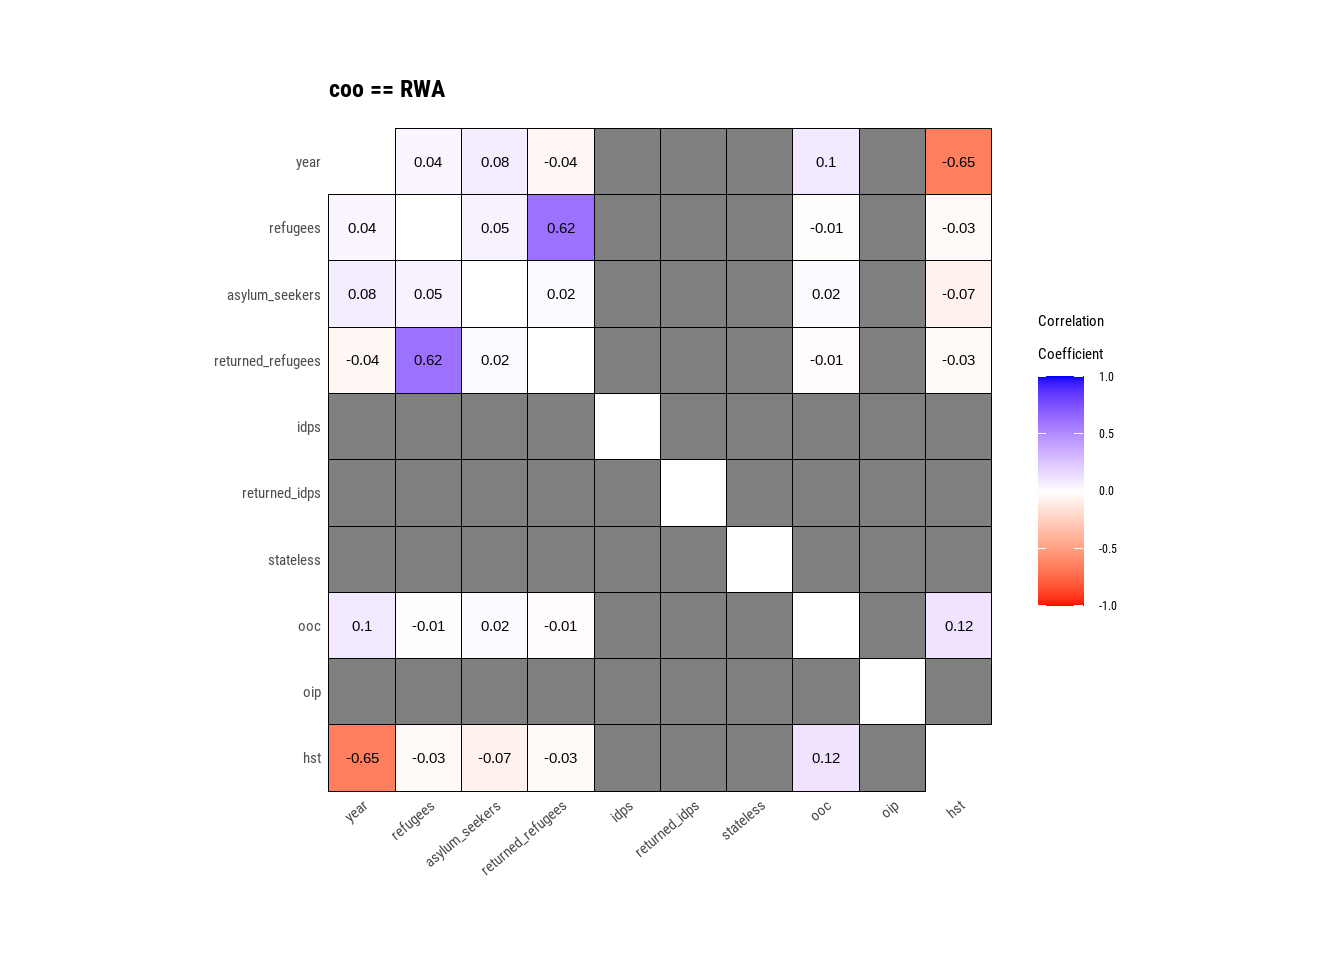 coo == RWA
year 0.04 0.08 -0.04 0.1 -0.65
refugees 0.04 0.05 0.62 -0.01 -0.03
asylum_seekers 0.08 0.05 0.02 0.02 -0.07
returned_refugees -0.04 0.62 0.02 -0.01 -0.03
idps
returned_idps
stateless
ooc 0.1 -0.01 0.02 -0.01 0.12
oip
hst -0.65 -0.03 -0.07 -0.03 0.12
year refugees asylum_seekers returned_refugees idps returned_idps stateless ooc oip hst
Correlation
Coefficient
1.0
0.5
0.0
-0.5
-1.0